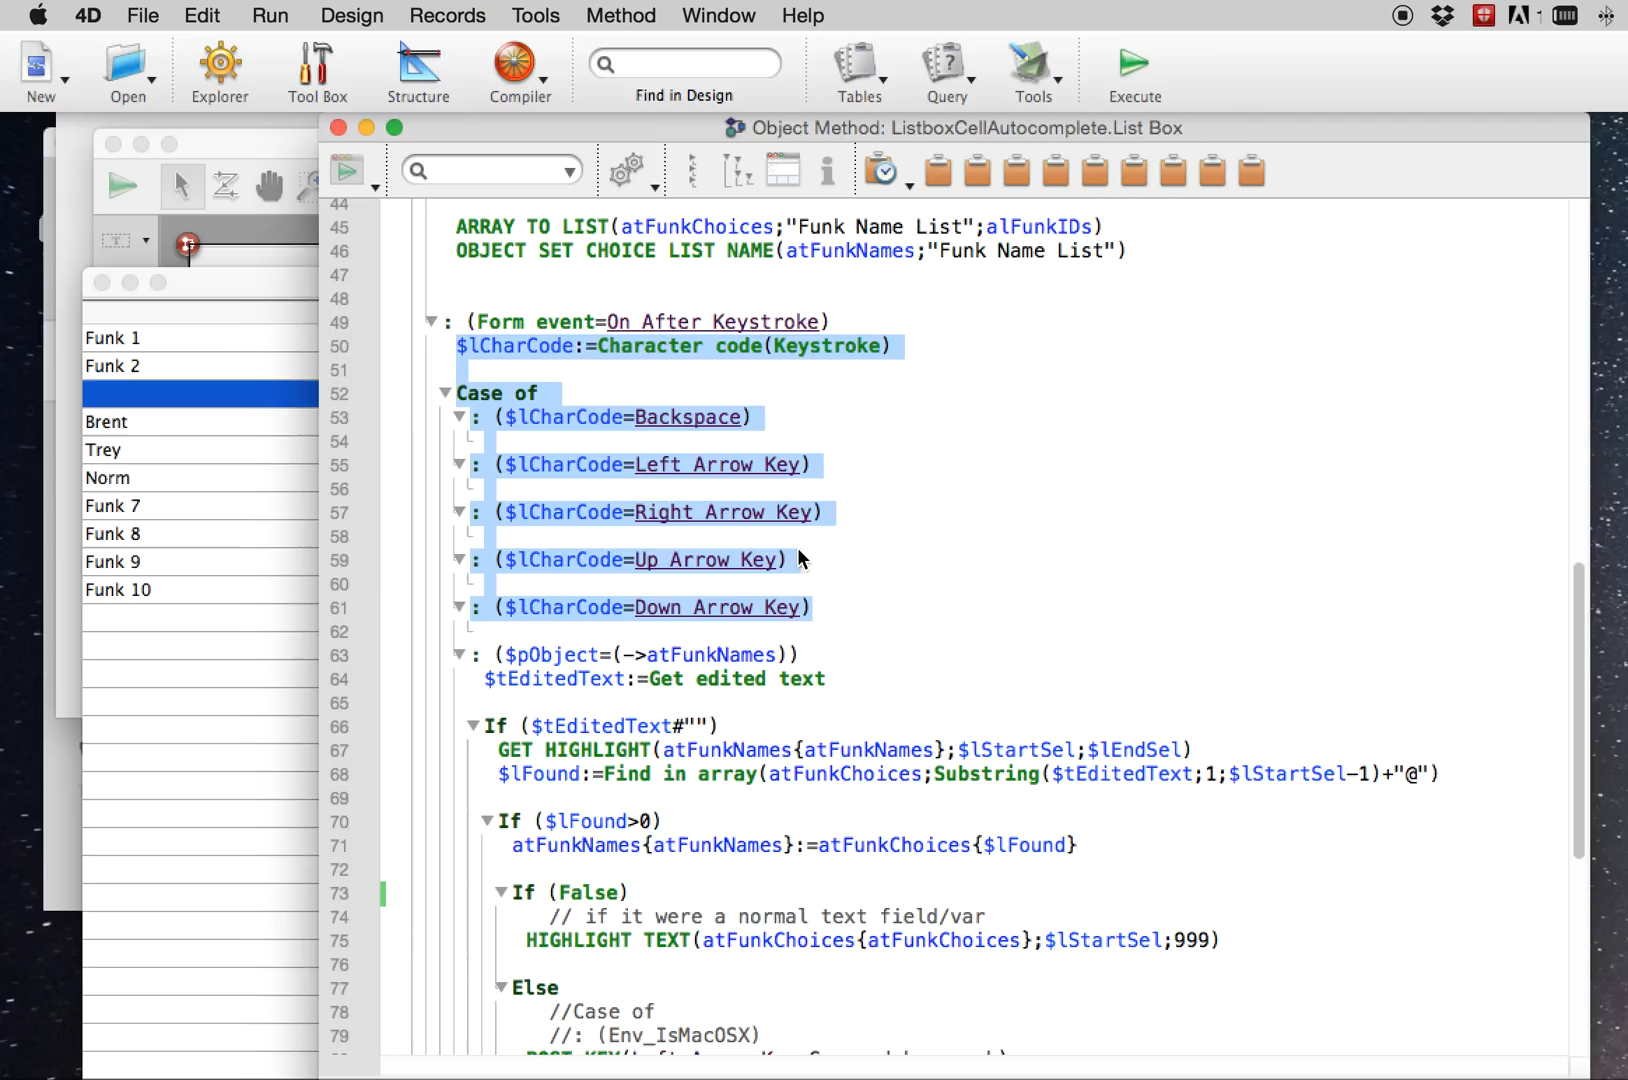 4D File Edit Run Design Records Tools Method Window Help
New Open Explorer Tool Box Structure Compiler Find in Design Tables Query Tools Execute
Object Method: ListboxCellAutocomplete.List Box
Funk 1
Funk 2
Brent
Trey
Norm
Funk 7
Funk 8
Funk 9
Funk 10
44
45 ARRAY TO LIST(atFunkChoices;"Funk Name List";alFunkIDs)
46 OBJECT SET CHOICE LIST NAME(atFunkNames;"Funk Name List")
47
48
49 : (Form event=On After Keystroke)
50 $lCharCode:=Character code(Keystroke)
51
52 Case of
53 : ($lCharCode=Backspace)
54
55 : ($lCharCode=Left Arrow Key)
56
57 : ($lCharCode=Right Arrow Key)
58
59 : ($lCharCode=Up Arrow Key)
60
61 : ($lCharCode=Down Arrow Key)
62
63 : ($pObject=(->atFunkNames))
64 $tEditedText:=Get edited text
65
66 If ($tEditedText#"")
67 GET HIGHLIGHT(atFunkNames{atFunkNames};$lStartSel;$lEndSel)
68 $lFound:=Find in array(atFunkChoices;Substring($tEditedText;1;$lStartSel-1)+"@")
69
70 If ($lFound>0)
71 atFunkNames{atFunkNames}:=atFunkChoices{$lFound}
72
73 If (False)
74 // if it were a normal text field/var
75 HIGHLIGHT TEXT(atFunkChoices{atFunkChoices};$lStartSel;999)
76
77 Else
78 //Case of
79 //: (Env_IsMacOSX)